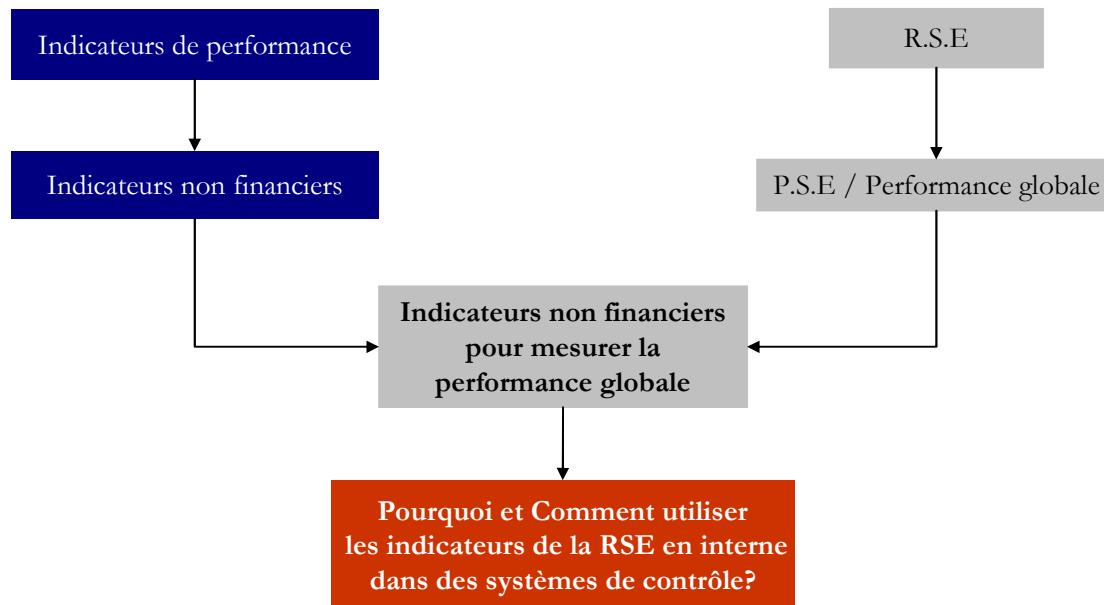 Indicateurs de performance
R.S.E
Indicateurs non financiers
P.S.E / Performance globale
Indicateurs non financiers
pour mesurer la
performance globale
Pourquoi et Comment utiliser
les indicateurs de la RSE en interne
dans des systèmes de contrôle?